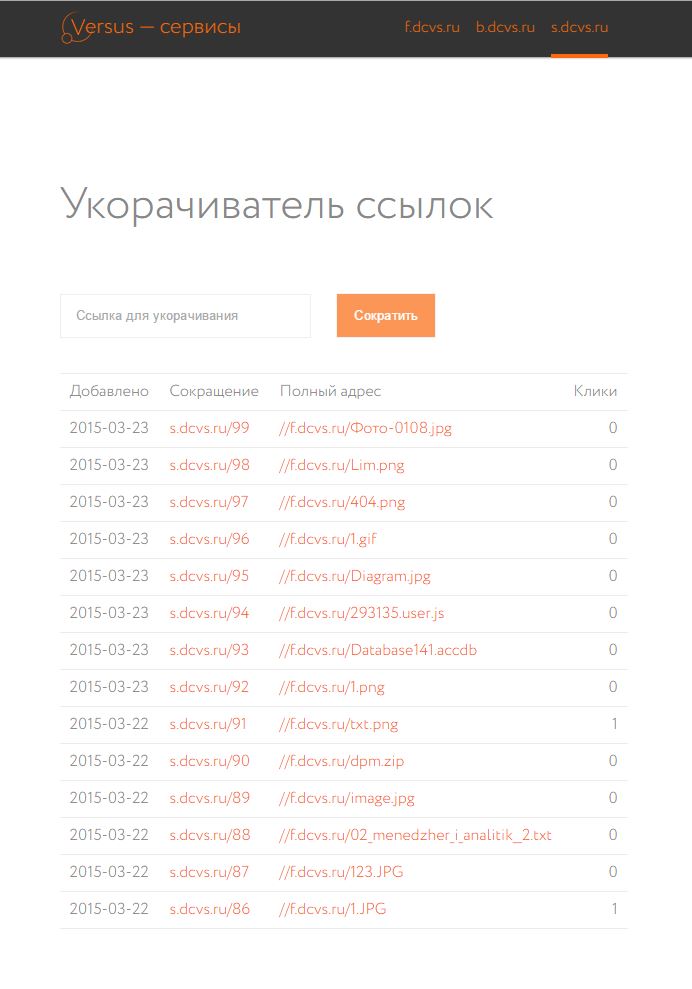 Versus — сервисы f.dcvs.ru b.dcvs.ru s.dcvs.ru
Укорачиватель ссылок
Ссылка для укорачивания Сократить
Добавлено Сокращение Полный адрес Клики
2015-03-23 s.dcvs.ru/99 //f.dcvs.ru/Фото-0108.jpg 0
2015-03-23 s.dcvs.ru/98 //f.dcvs.ru/Lim.png 0
2015-03-23 s.dcvs.ru/97 //f.dcvs.ru/404.png 0
2015-03-23 s.dcvs.ru/96 //f.dcvs.ru/1.gif 0
2015-03-23 s.dcvs.ru/95 //f.dcvs.ru/Diagram.jpg 0
2015-03-23 s.dcvs.ru/94 //f.dcvs.ru/293135.user.js 0
2015-03-23 s.dcvs.ru/93 //f.dcvs.ru/Database141.accdb 0
2015-03-23 s.dcvs.ru/92 //f.dcvs.ru/1.png 0
2015-03-22 s.dcvs.ru/91 //f.dcvs.ru/txt.png 1
2015-03-22 s.dcvs.ru/90 //f.dcvs.ru/dpm.zip 0
2015-03-22 s.dcvs.ru/89 //f.dcvs.ru/image.jpg 0
2015-03-22 s.dcvs.ru/88 //f.dcvs.ru/02_menedzher_i_analitik_2.txt 0
2015-03-22 s.dcvs.ru/87 //f.dcvs.ru/123.JPG 0
2015-03-22 s.dcvs.ru/86 //f.dcvs.ru/1.JPG 1